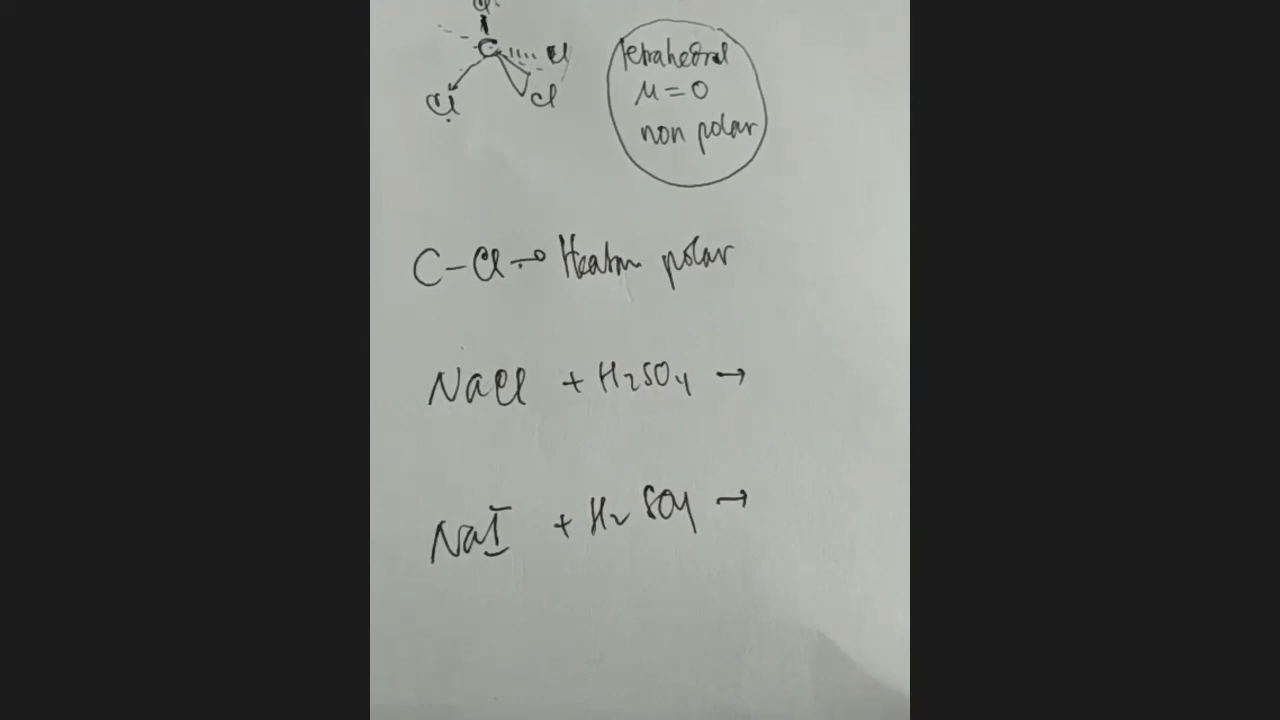 Cl
C Cl
Cl Cl
Tetrahedral
μ = 0
non polar
C-Cl → polar
NaCl + H2SO4 →
NaI + H2SO4 →